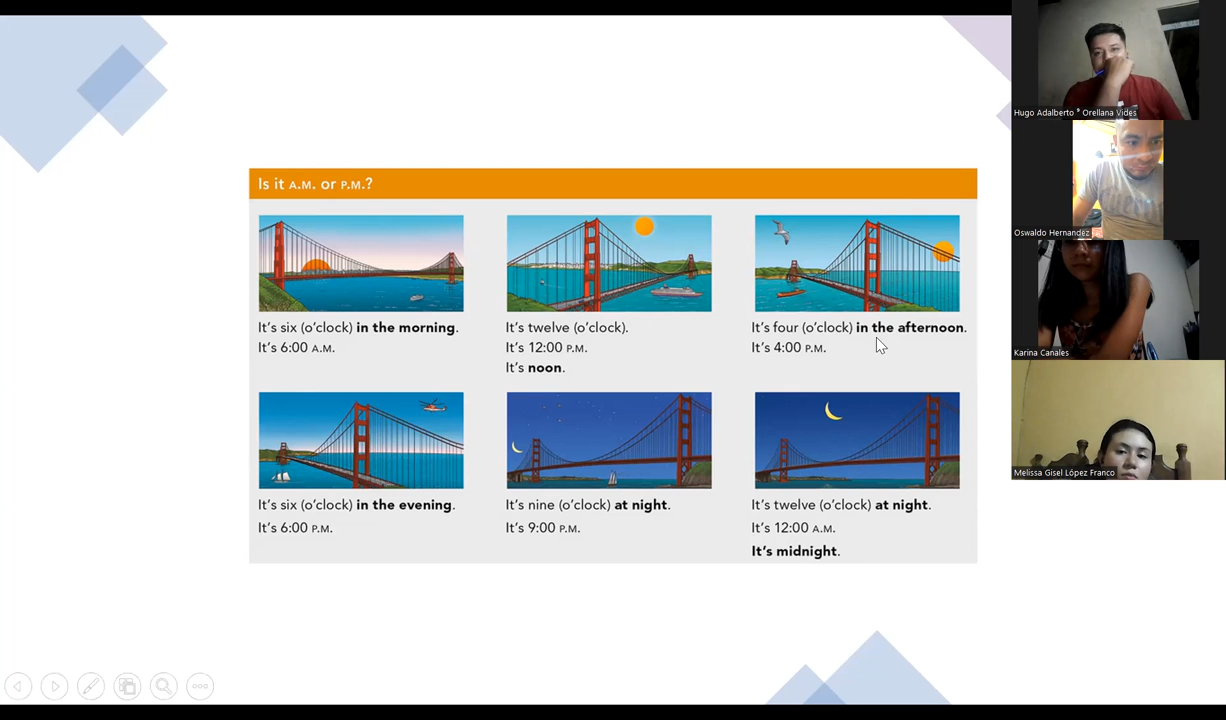 Is it A.M. or P.M.?
It's six (o'clock) in the morning.
It's 6:00 A.M.
It's twelve (o'clock).
It's 12:00 P.M.
It's noon.
It's four (o'clock) in the afternoon.
It's 4:00 P.M.
It's six (o'clock) in the evening.
It's 6:00 P.M.
It's nine (o'clock) at night.
It's 9:00 P.M.
It's twelve (o'clock) at night.
It's 12:00 A.M.
It's midnight.
Hugo Adalberto ° Orellana Vides
Oswaldo Hernandez
Karina Canales
Melissa Gisel López Franco